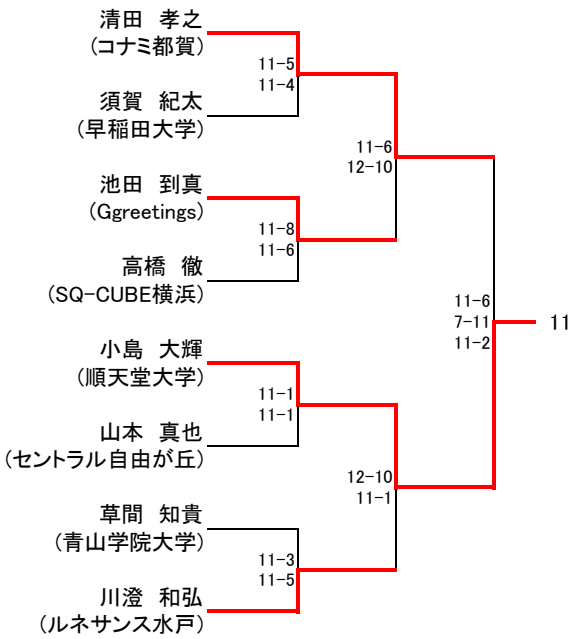 清田 孝之
(コナミ都賀)
11-5
11-4
須賀 紀太
(早稲田大学)
11-6
12-10
池田 到真
(Ggreetings)
11-8
11-6
高橋 徹
(SQ-CUBE横浜)
11-6
7-11
11-2
11
小島 大輝
(順天堂大学)
11-1
11-1
山本 真也
(セントラル自由が丘)
12-10
11-1
草間 知貴
(青山学院大学)
11-3
11-5
川澄 和弘
(ルネサンス水戸)